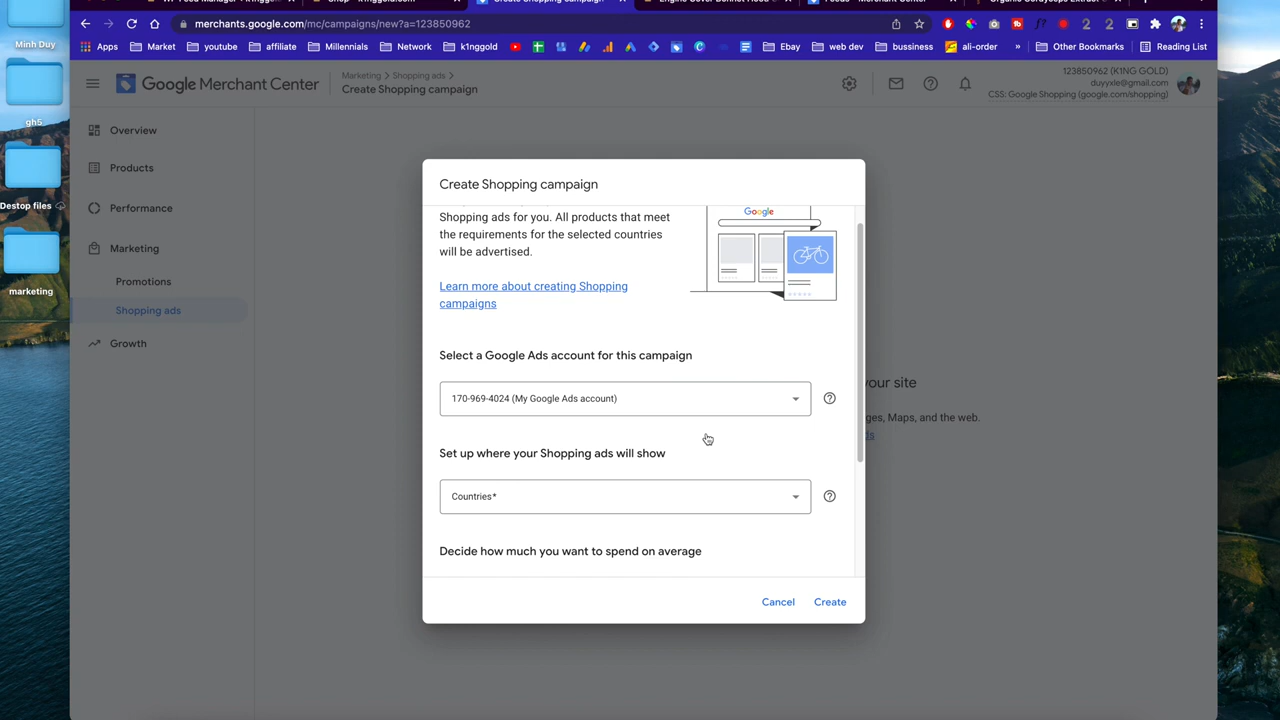 Minh Duy
gh5
Destop files
marketing
merchants.google.com/mc/campaigns/new?a=123850962
Apps
Market
youtube
affiliate
Millennials
Network
k1nggold
Ebay
web dev
bussiness
ali-order
»
Other Bookmarks
Reading List
Google Merchant Center
Marketing > Shopping ads >
Create Shopping campaign
123850962 (K1NG GOLD)
duyyxle@gmail.com
CSS: Google Shopping (google.com/shopping)
Overview
Products
Performance
Marketing
Promotions
Shopping ads
Growth
Create Shopping campaign
Shopping ads for you. All products that meet
the requirements for the selected countries
will be advertised.
Google
Learn more about creating Shopping
campaigns
Select a Google Ads account for this campaign
170-969-4024 (My Google Ads account)
Set up where your Shopping ads will show
Countries*
Decide how much you want to spend on average
Cancel
Create
your site
ges, Maps, and the web.
ds